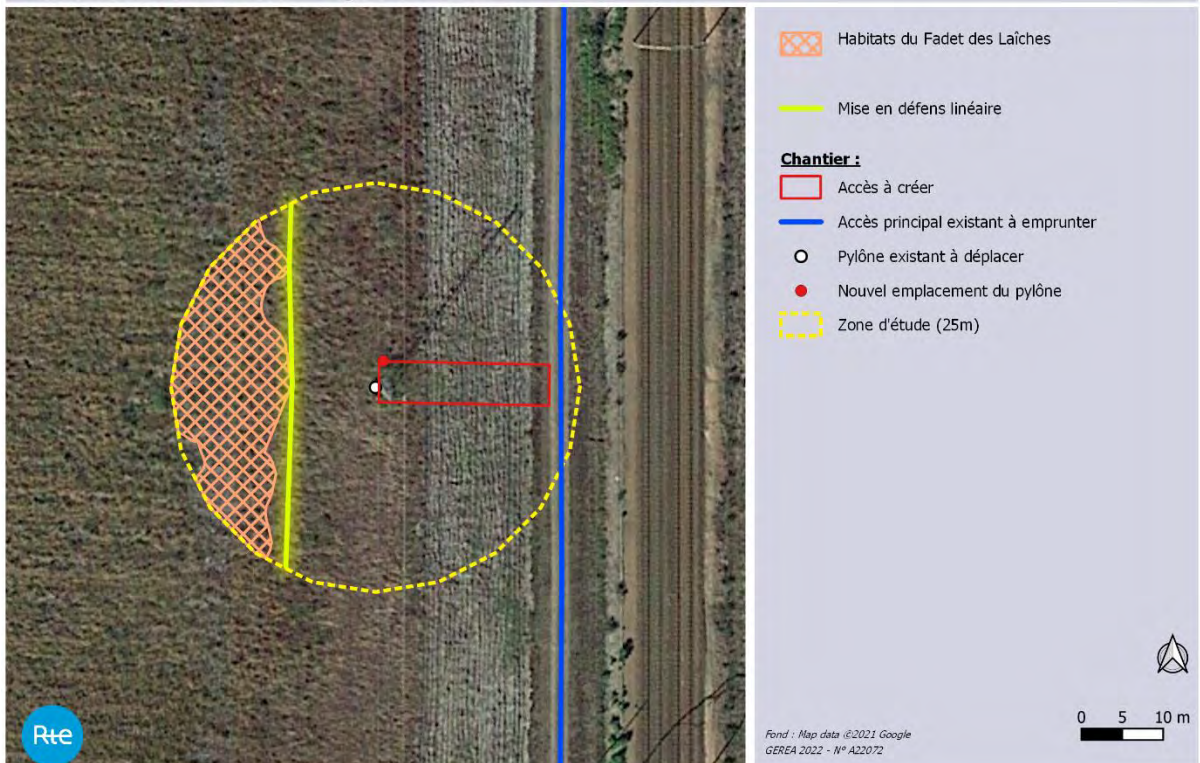 Habitats du Fadet des Laîches
Mise en défens linéaire
Chantier :
Accès à créer
Accès principal existant à emprunter
Pylône existant à déplacer
Nouvel emplacement du pylône
Zone d'étude (25m)
Rte
Fond : Map data ©2021 Google
GEREA 2022 - N° A22072
0 5 10 m